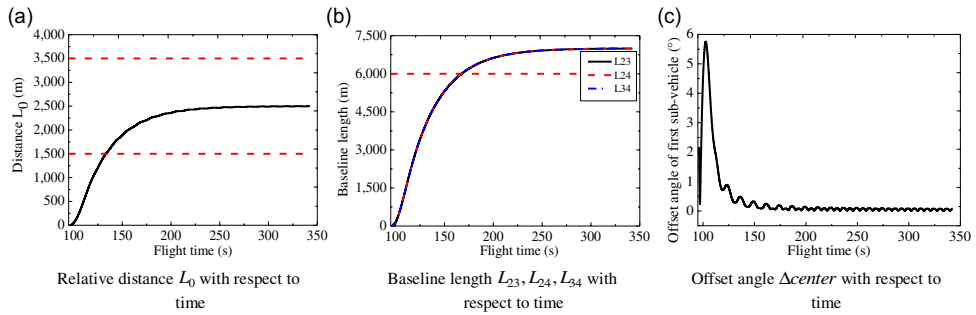 (a)
4,000
3,500
3,000
2,500
2,000
1,500
1,000
500
0
Distance L0 (m)
100 150 200 250 300 350
Flight time (s)
Relative distance L0 with respect to
time
(b)
7,500
6,000
4,500
3,000
1,500
0
Baseline length (m)
L23
L24
L34
100 150 200 250 300 350
Flight time (s)
Baseline length L23, L24, L34 with
respect to time
(c)
6
5
4
3
2
1
0
Offset angle of first sub-vehicle (°)
100 150 200 250 300 350
Flight time (s)
Offset angle Δcenter with respect to
time